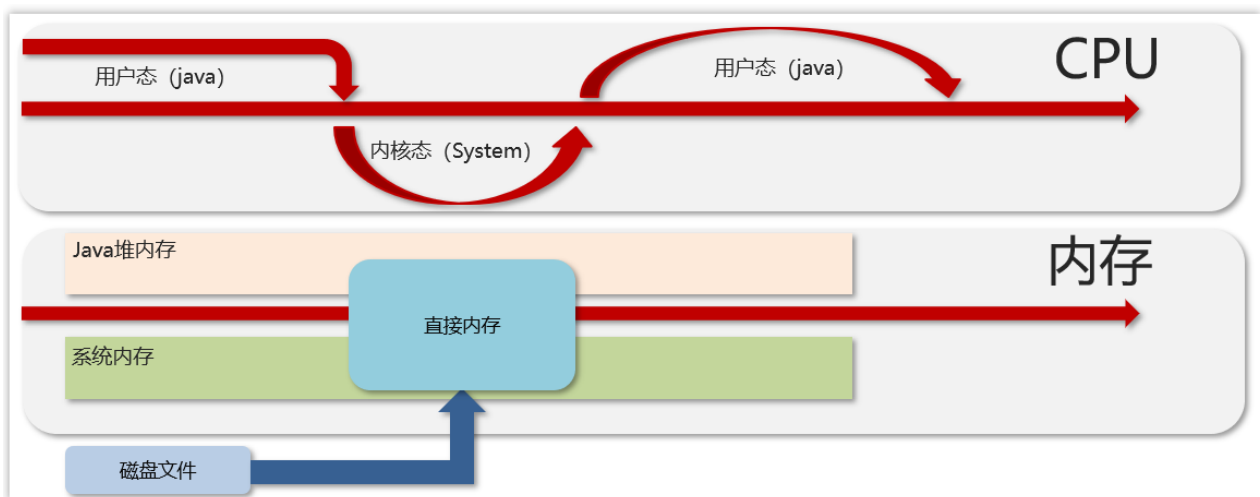 CPU
用户态（java）
用户态（java）
内核态（System）
内存
Java堆内存
直接内存
系统内存
磁盘文件